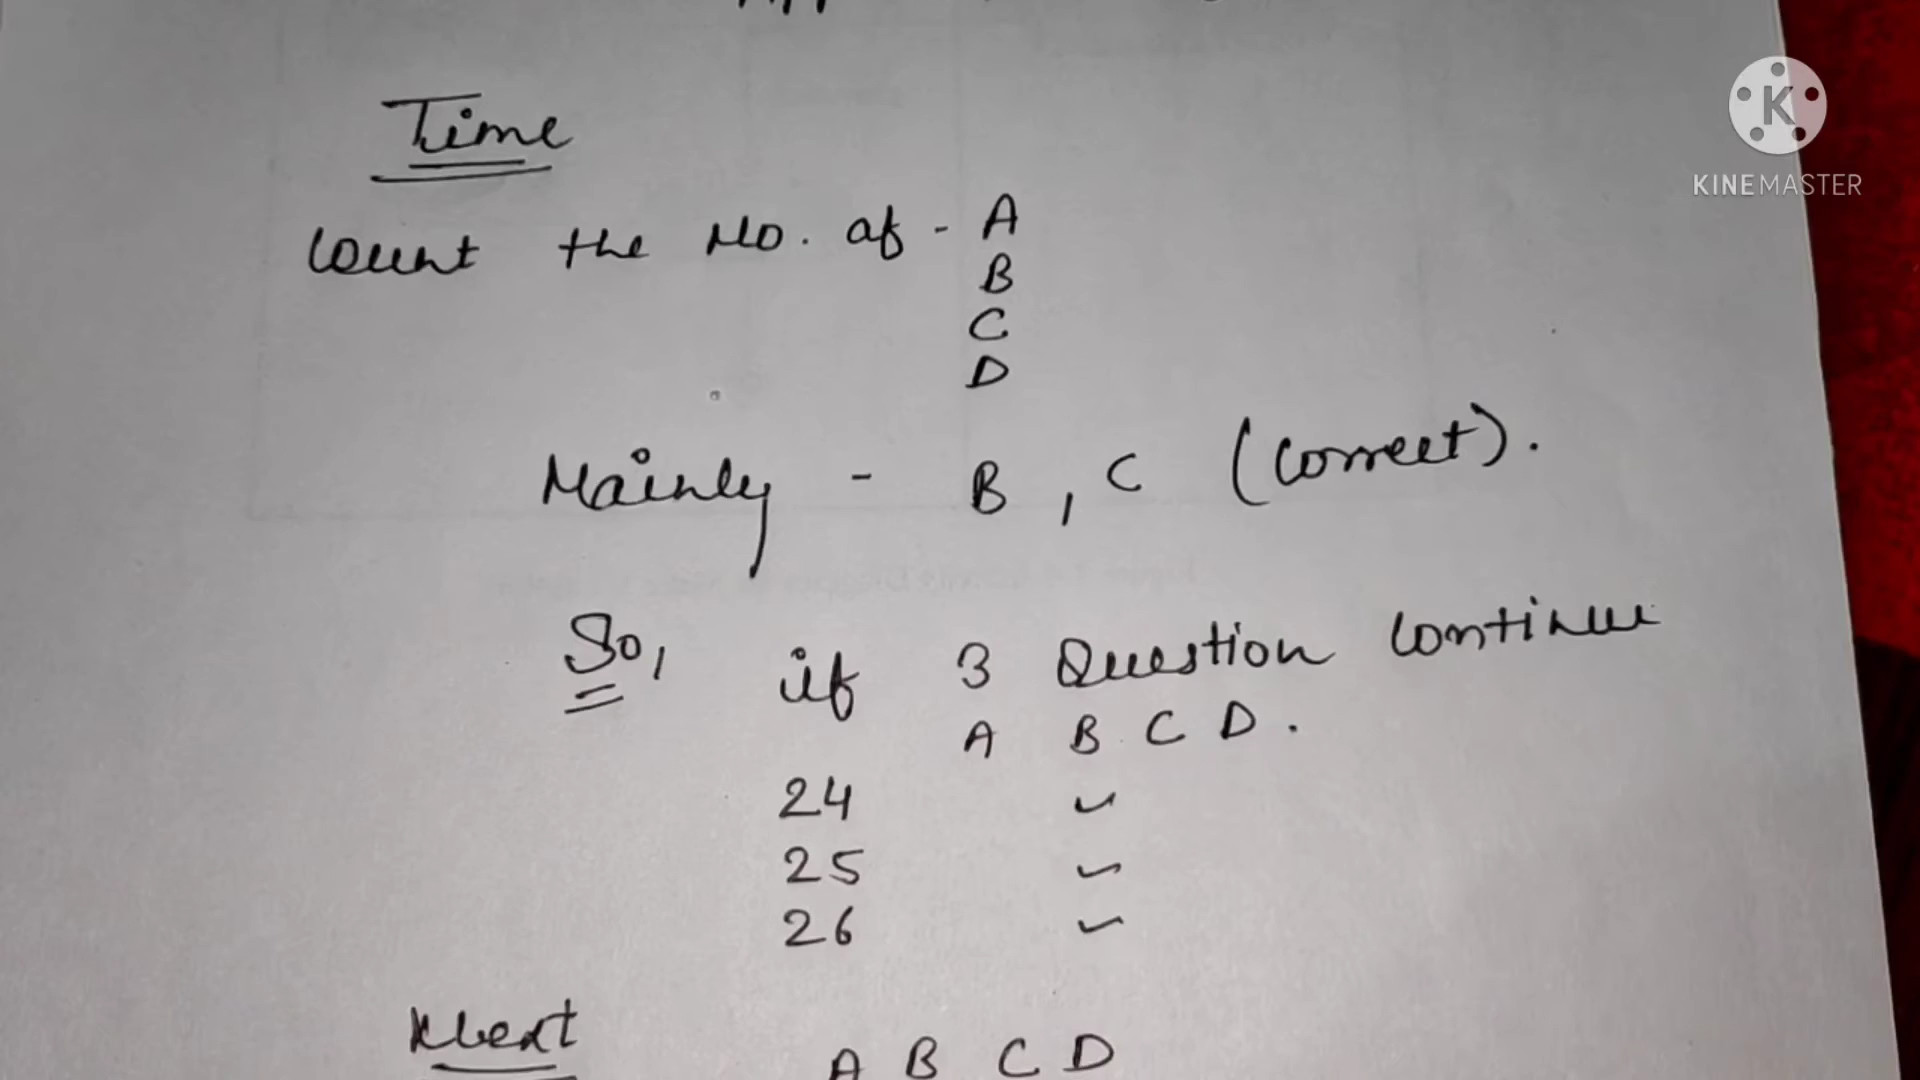 Time
Count the No. of - A
B
C
D
Mainly - B, C (Correct).
So, if 3 Question Continue
A B C D.
24 ✓
25 ✓
26 ✓
Next
A B C D
K
KINEMASTER